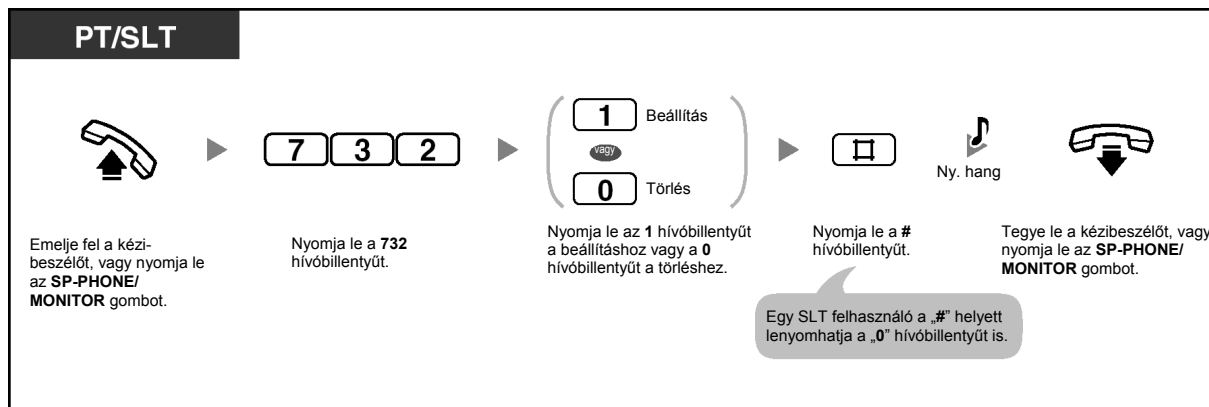 PT/SLT
7 3 2
1 Beállítás
vagy
0 Törlés
#
Ny. hang
Emelje fel a kézi-
beszélőt, vagy nyomja le
az SP-PHONE/
MONITOR gombot.
Nyomja le a 732
hívóbillentyűt.
Nyomja le az 1 hívóbillentyűt
a beállításhoz vagy a 0
hívóbillentyűt a törléshez.
Nyomja le a #
hívóbillentyűt.
Egy SLT felhasználó a „#” helyett
lenyomhatja a „0” hívóbillentyűt is.
Tegye le a kézibeszélőt, vagy
nyomja le az SP-PHONE/
MONITOR gombot.